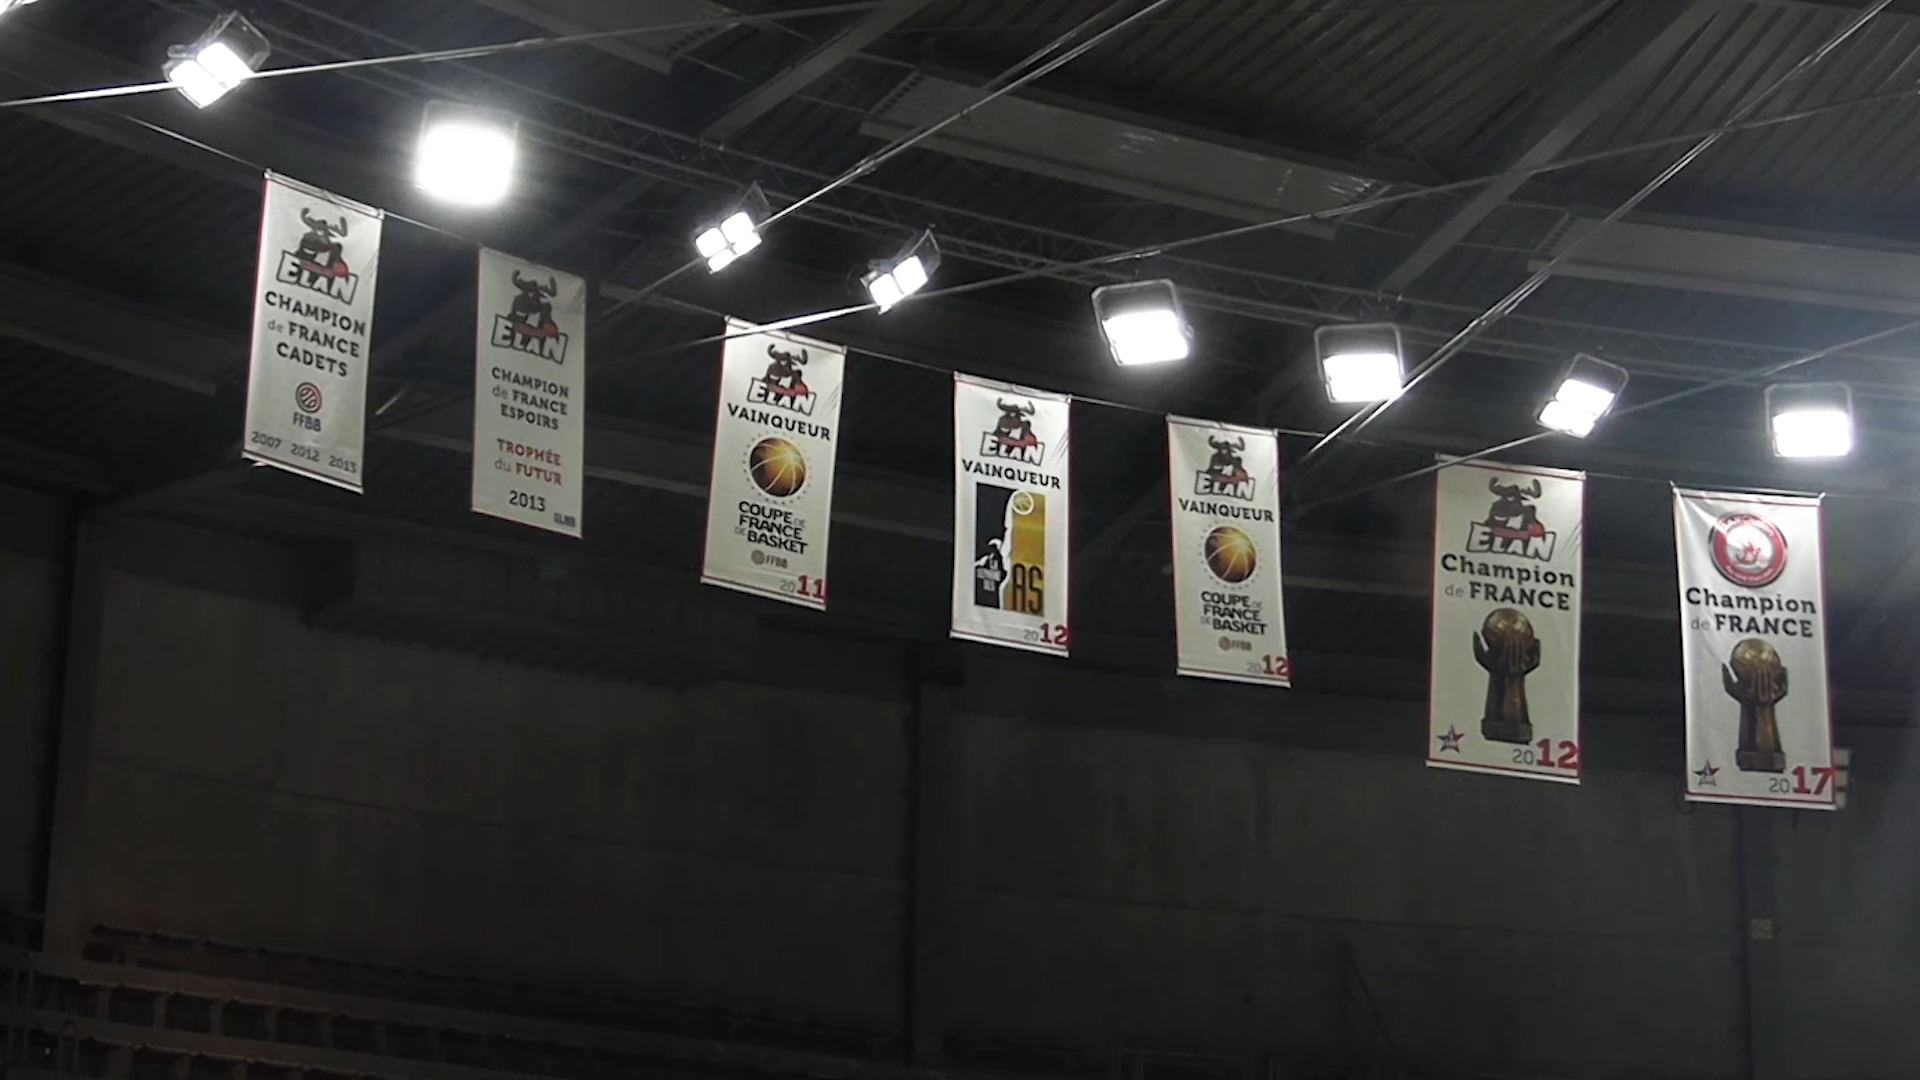 ELAN
CHAMPION
de FRANCE
CADETS
FFBB
2007 2012 2013
ELAN
CHAMPION
de FRANCE
ESPOIRS
TROPHÉE
du FUTUR
2013
ELAN
VAINQUEUR
COUPE DE
FRANCE
DE BASKET
FFBB
2011
ELAN
VAINQUEUR
AS
2012
ELAN
VAINQUEUR
COUPE DE
FRANCE
DE BASKET
FFBB
2012
ELAN
Champion
de FRANCE
2012
Champion
de FRANCE
2017